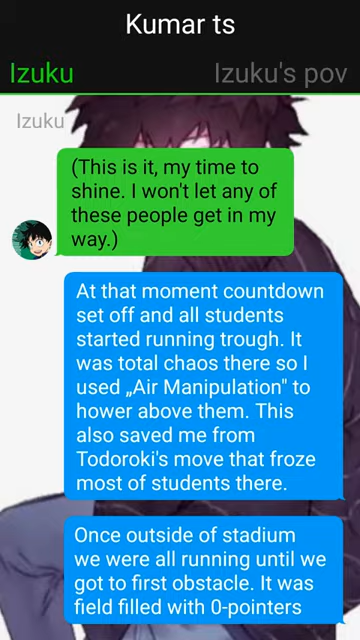 Kumar ts
Izuku
Izuku's pov
Izuku
(This is it, my time to
shine. I won't let any of
these people get in my
way.)
At that moment countdown
set off and all students
started running trough. It
was total chaos there so I
used „Air Manipulation" to
hower above them. This
also saved me from
Todoroki's move that froze
most of students there.
Once outside of stadium
we were all running until we
got to first obstacle. It was
field filled with 0-pointers